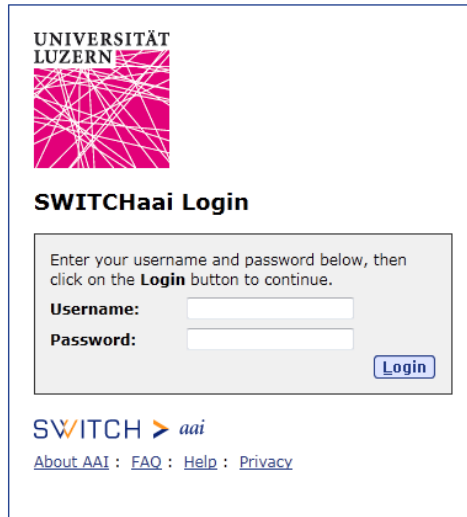 UNIVERSITÄT
LUZERN
SWITCHaai Login
Enter your username and password below, then
click on the Login button to continue.
Username:
Password:
Login
SWITCH > aai
About AAI : FAQ : Help : Privacy